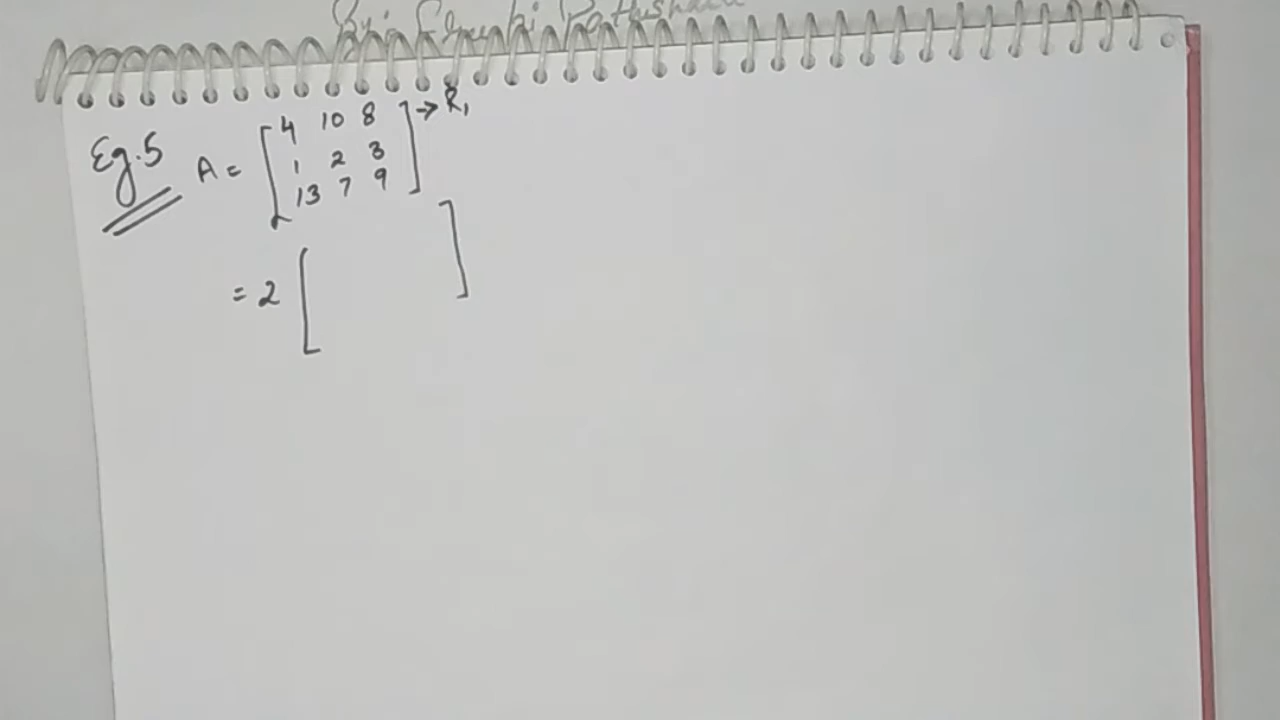 Eg.5 A = [ 4 10 8 ] → R₁
1 2 3
13 7 9
= 2 [ ]